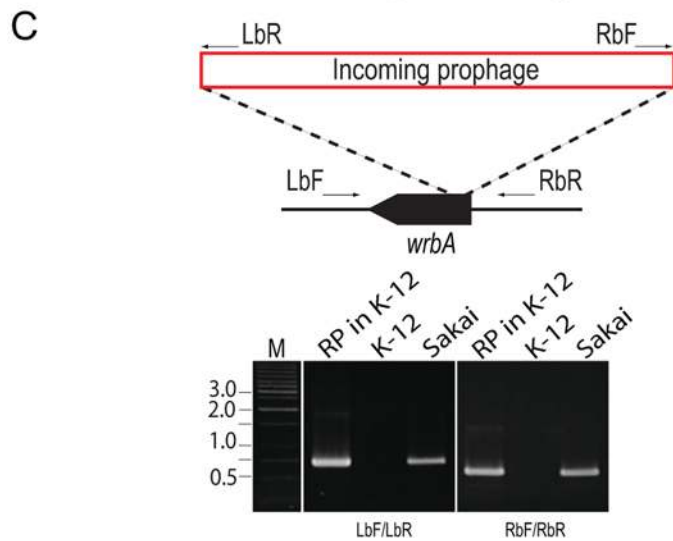 C
LbR RbF
Incoming prophage
LbF RbR
wrbA
M RP in K-12 K-12 Sakai RP in K-12 K-12 Sakai
3.0
2.0
1.0
0.5
LbF/LbR RbF/RbR